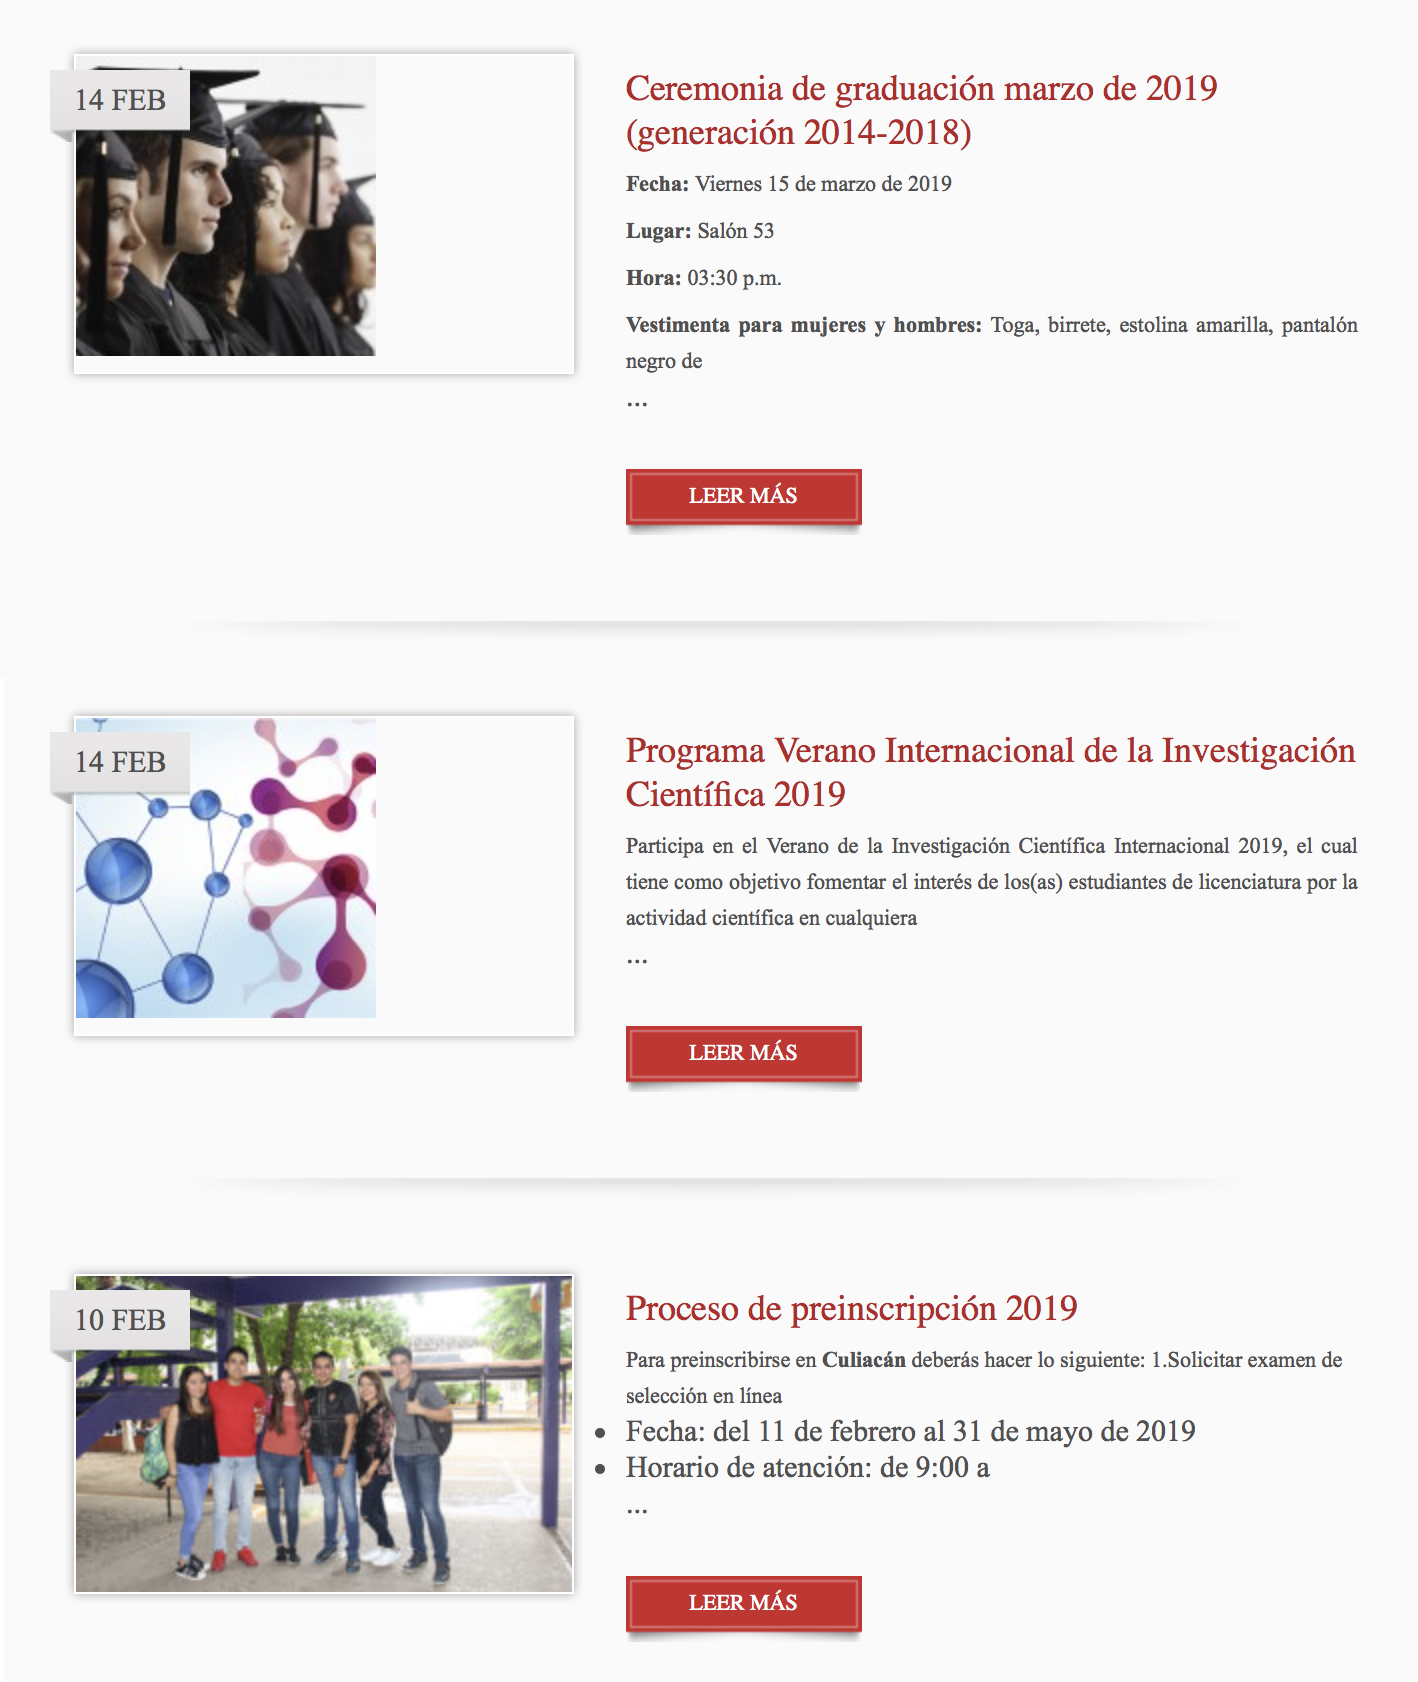 14 FEB
Ceremonia de graduación marzo de 2019
(generación 2014-2018)
Fecha: Viernes 15 de marzo de 2019
Lugar: Salón 53
Hora: 03:30 p.m.
Vestimenta para mujeres y hombres: Toga, birrete, estolina amarilla, pantalón
negro de
...
LEER MÁS
14 FEB
Programa Verano Internacional de la Investigación
Científica 2019
Participa en el Verano de la Investigación Científica Internacional 2019, el cual
tiene como objetivo fomentar el interés de los(as) estudiantes de licenciatura por la
actividad científica en cualquiera
...
LEER MÁS
10 FEB
Proceso de preinscripción 2019
Para preinscribirse en Culiacán deberás hacer lo siguiente: 1.Solicitar examen de
selección en línea
• Fecha: del 11 de febrero al 31 de mayo de 2019
• Horario de atención: de 9:00 a
...
LEER MÁS